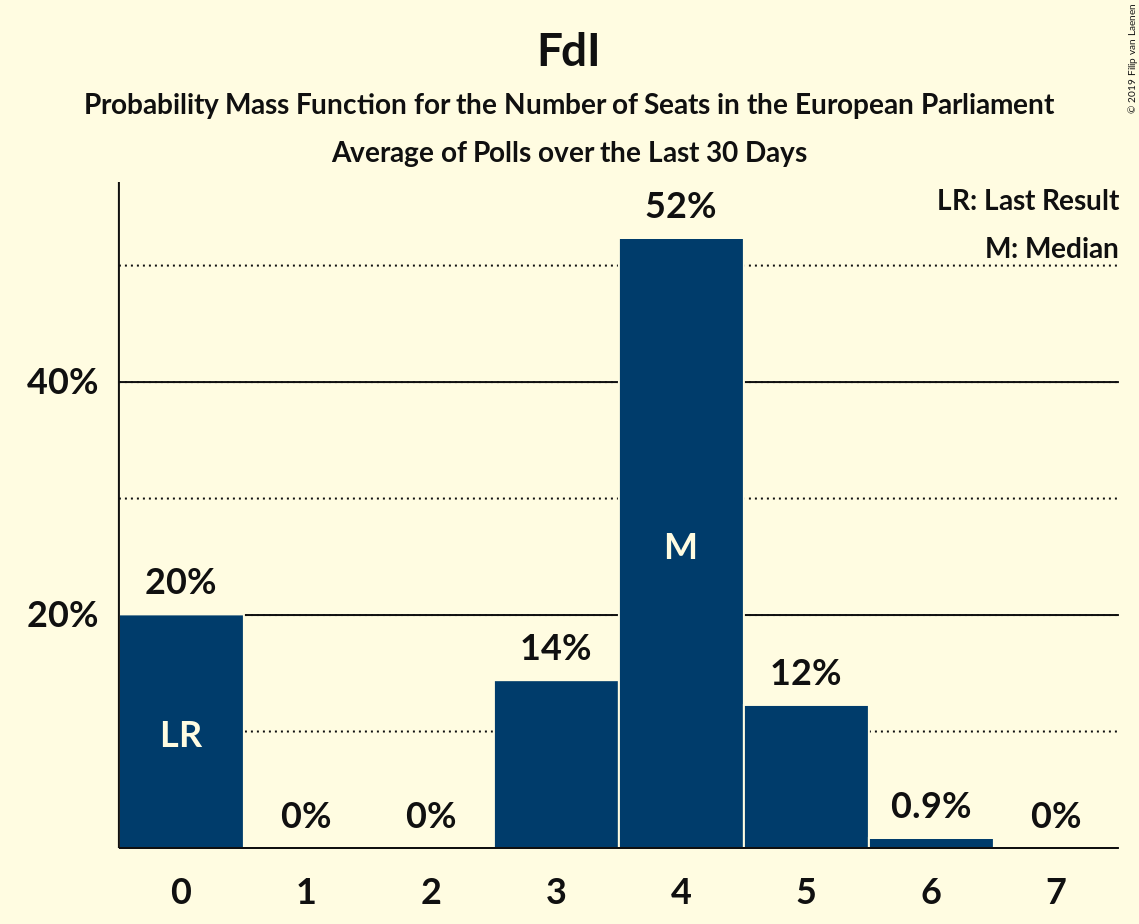 FdI
Probability Mass Function for the Number of Seats in the European Parliament
Average of Polls over the Last 30 Days
© 2019 Filip van Laenen
LR: Last Result
M: Median
52%
40%
M
20%
20%
14%
12%
LR
0%
0%
0.9%
0%
0 1 2 3 4 5 6 7